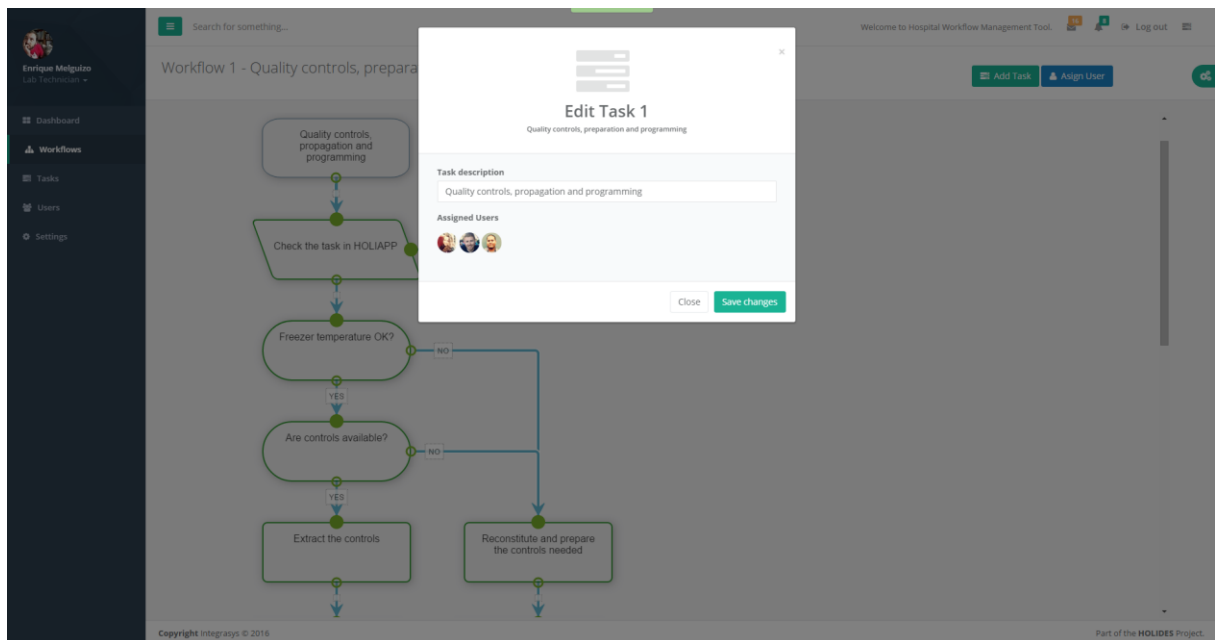 Enrique Melguizo
Lab Technician
Dashboard
Workflows
Tasks
Users
Settings
Search for something...
Welcome to Hospital Workflow Management Tool.
Log out
Workflow 1 - Quality controls, prepara
Add Task
Asign User
Edit Task 1
Quality controls, preparation and programming
Task description
Quality controls, propagation and programming
Assigned Users
Close
Save changes
Quality controls,
propagation and
programming
Check the task in HOLIAPP
Freezer temperature OK?
NO
YES
Are controls available?
NO
YES
Extract the controls
Reconstitute and prepare
the controls needed
Copyright Integrasys © 2016
Part of the HOLIDES Project.